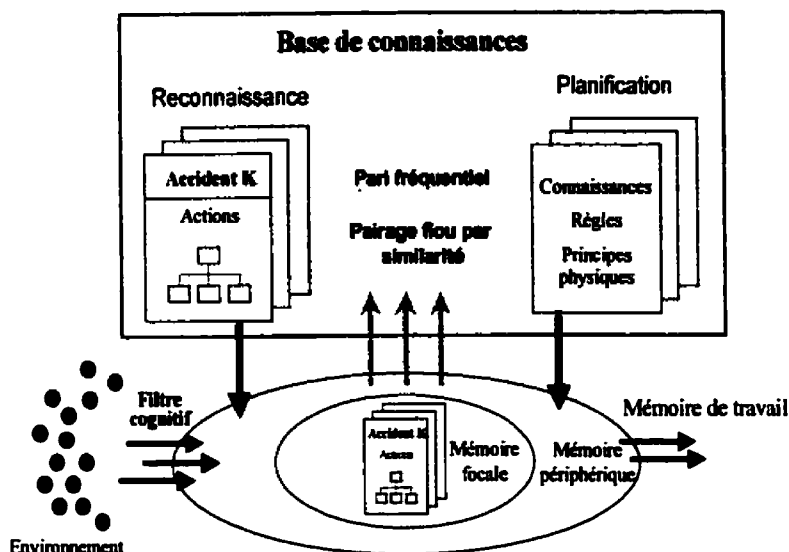 Base de connaissances
Reconnaissance
Planification
Accident K
Actions
Pari fréquentiel
Pairage flou par
similarité
Connaissances
Règles
Principes
physiques
Filtre
cognitif
Accident K
Actions
Mémoire
focale
Mémoire
périphérique
Mémoire de travail
Environnement